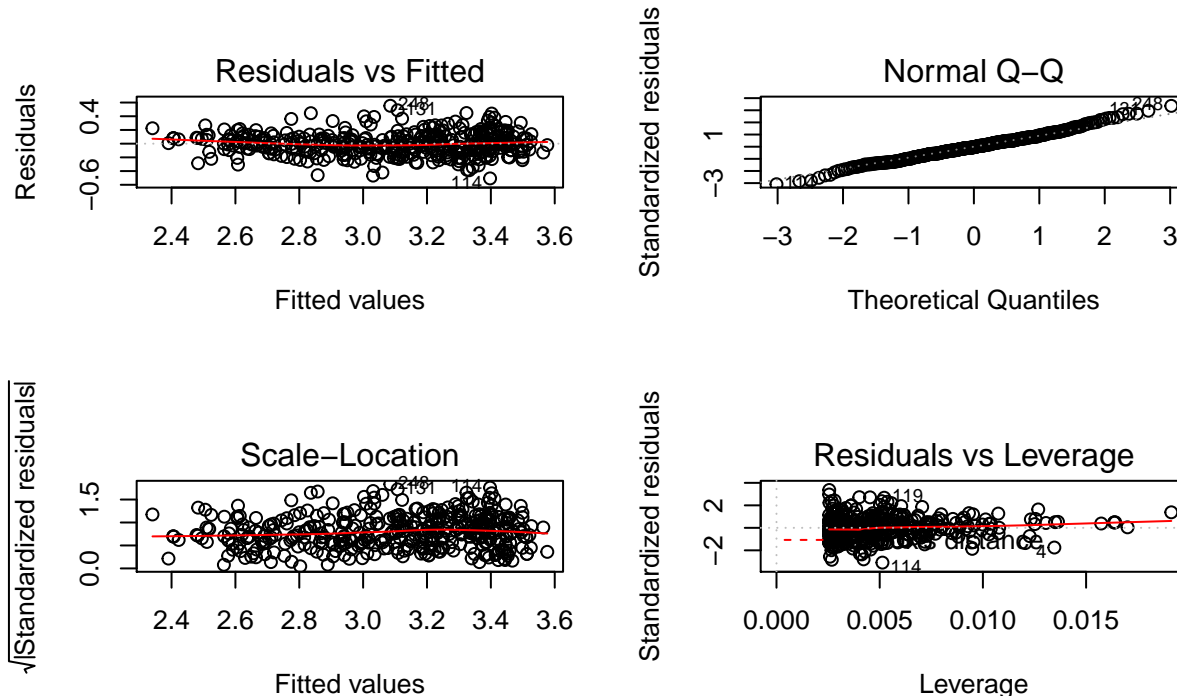 Residuals vs Fitted
Residuals
0.4
−0.6
248
131
114
2.4 2.6 2.8 3.0 3.2 3.4 3.6
Fitted values
Normal Q−Q
Standardized residuals
1
−3
248
−3 −2 −1 0 1 2 3
Theoretical Quantiles
Scale−Location
√|Standardized residuals|
1.5
0.0
248
131
114
2.4 2.6 2.8 3.0 3.2 3.4 3.6
Fitted values
Residuals vs Leverage
Standardized residuals
2
−2
119
distance
4
114
0.000 0.005 0.010 0.015
Leverage